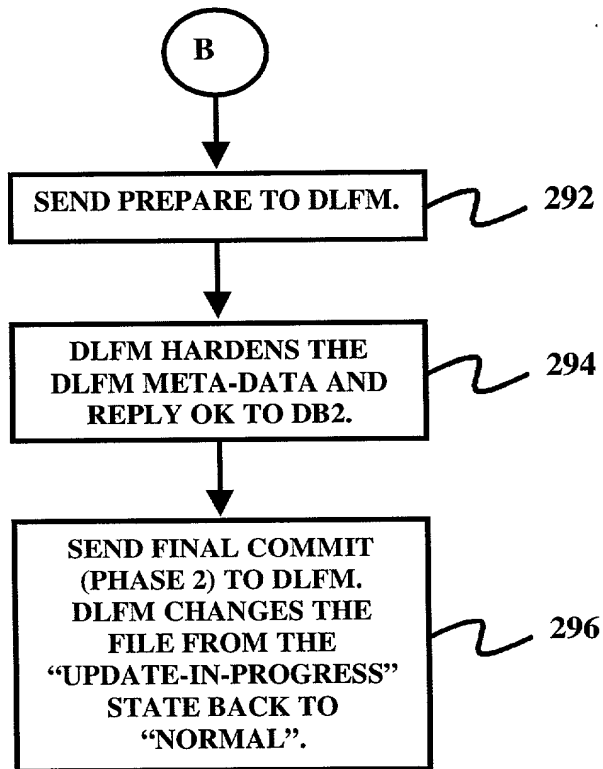 B
SEND PREPARE TO DLFM.
292
DLFM HARDENS THE
DLFM META-DATA AND
REPLY OK TO DB2.
294
SEND FINAL COMMIT
(PHASE 2) TO DLFM.
DLFM CHANGES THE
FILE FROM THE
“UPDATE-IN-PROGRESS”
STATE BACK TO
“NORMAL”.
296